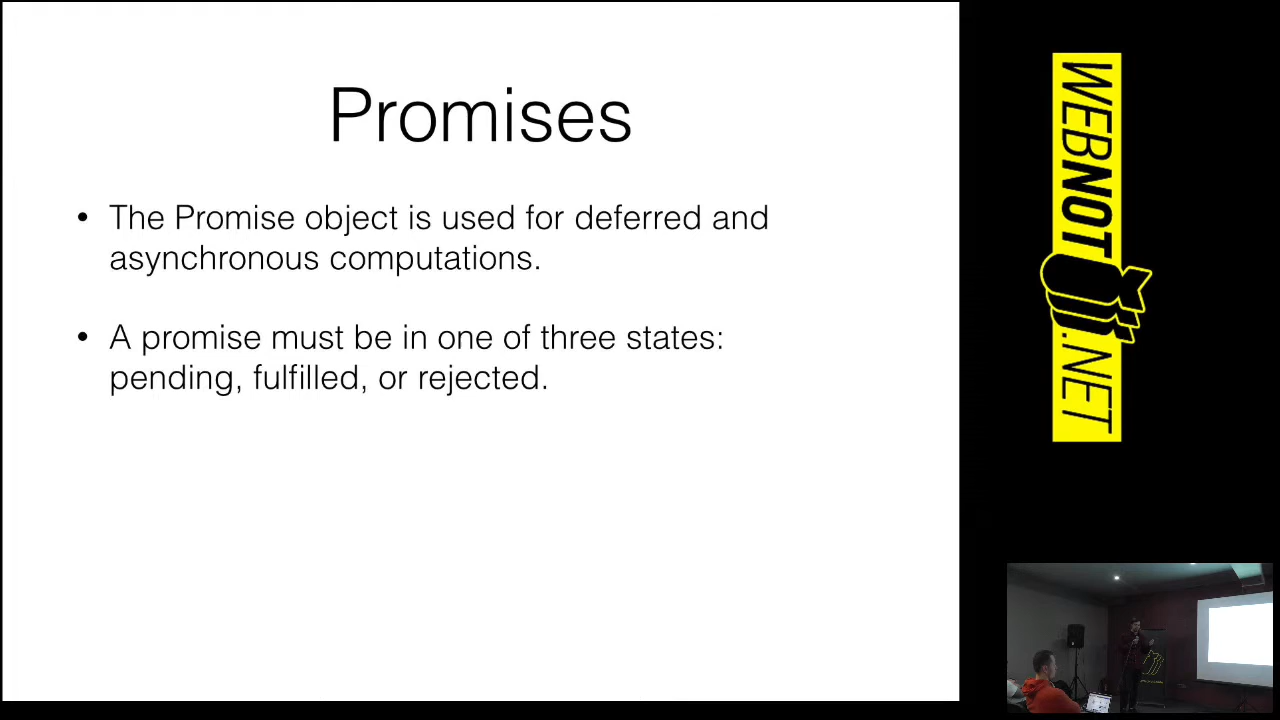 Promises
• The Promise object is used for deferred and
asynchronous computations.
• A promise must be in one of three states:
pending, fulfilled, or rejected.
WEBNOT
.NET